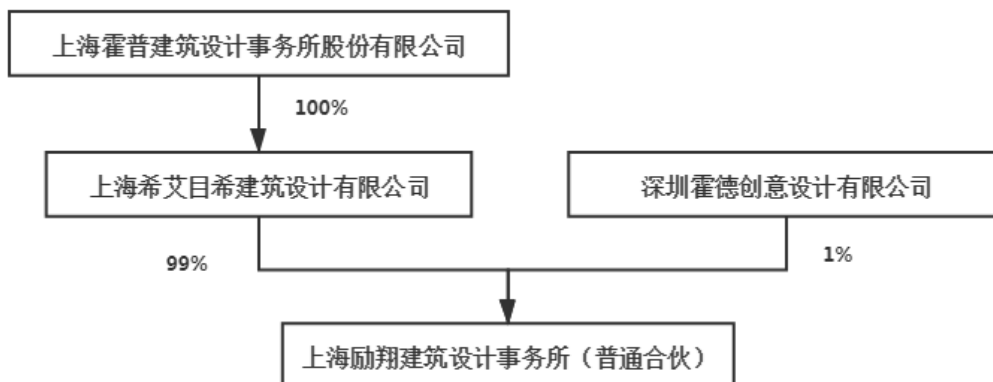 上海霍普建筑设计事务所股份有限公司
100%
上海希艾目希建筑设计有限公司
深圳霍德创意设计有限公司
99%
1%
上海励翔建筑设计事务所（普通合伙）